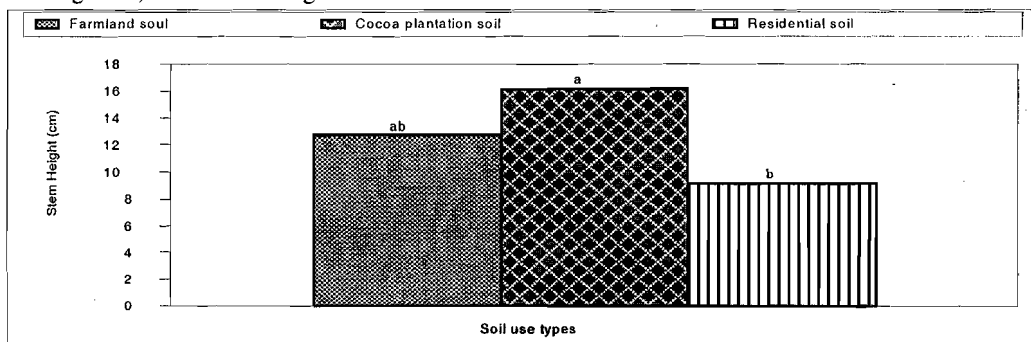 Farmland soul Cocoa plantation soil Residential soil
18
16
14
12
10
8
6
4
2
0
Stem Height (cm)
ab
a
b
Soil use types